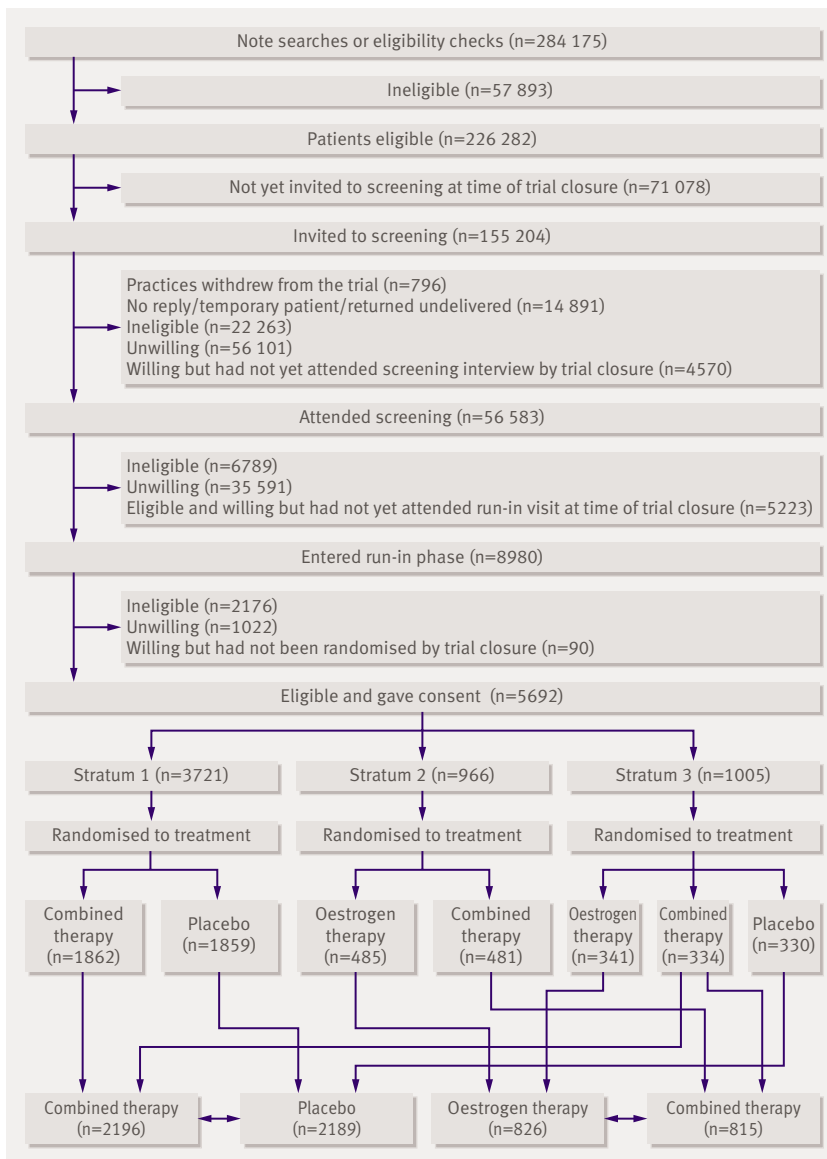 Note searches or eligibility checks (n=284 175)
Ineligible (n=57 893)
Patients eligible (n=226 282)
Not yet invited to screening at time of trial closure (n=71 078)
Invited to screening (n=155 204)
Practices withdrew from the trial (n=796)
No reply/temporary patient/returned undelivered (n=14 891)
Ineligible (n=22 263)
Unwilling (n=56 101)
Willing but had not yet attended screening interview by trial closure (n=4570)
Attended screening (n=56 583)
Ineligible (n=6789)
Unwilling (n=35 591)
Eligible and willing but had not yet attended run-in visit at time of trial closure (n=5223)
Entered run-in phase (n=8980)
Ineligible (n=2176)
Unwilling (n=1022)
Willing but had not been randomised by trial closure (n=90)
Eligible and gave consent (n=5692)
Stratum 1 (n=3721)
Stratum 2 (n=966)
Stratum 3 (n=1005)
Randomised to treatment
Randomised to treatment
Randomised to treatment
Combined
therapy
(n=1862)
Placebo
(n=1859)
Oestrogen
therapy
(n=485)
Combined
therapy
(n=481)
Oestrogen
therapy
(n=341)
Combined
therapy
(n=334)
Placebo
(n=330)
Combined therapy
(n=2196)
Placebo
(n=2189)
Oestrogen therapy
(n=826)
Combined therapy
(n=815)